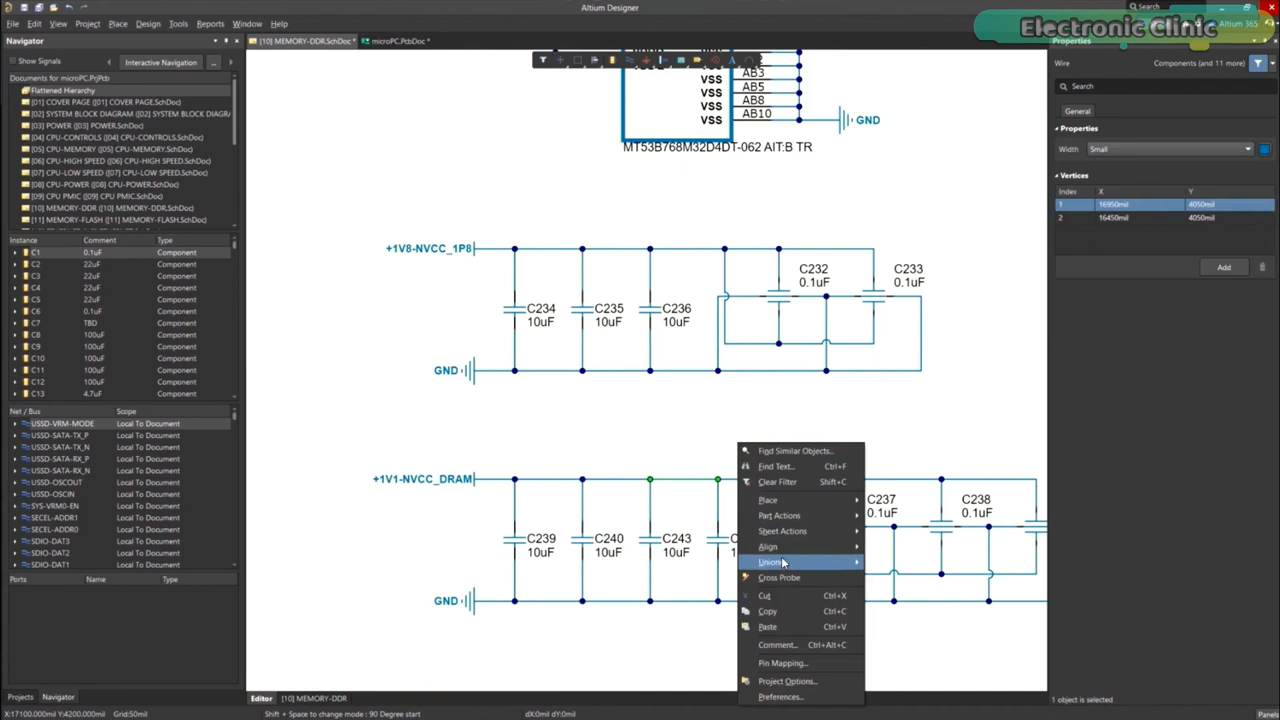 Altium Designer
Search
Electronic Clinic
Altium 365
File Edit View Project Place Design Tools Reports Window Help
Navigator
Show Signals
Interactive Navigation
...
Documents for microPC.PrjPcb
Flattened Hierarchy
[01] COVER PAGE ([01] COVER PAGE.SchDoc)
[02] SYSTEM BLOCK DIAGRAM ([02] SYSTEM BLOCK DIAGRA
[03] POWER ([03] POWER.SchDoc)
[04] CPU-CONTROLS ([04] CPU-CONTROLS.SchDoc)
[05] CPU-MEMORY ([05] CPU-MEMORY.SchDoc)
[06] CPU-HIGH SPEED ([06] CPU-HIGH SPEED.SchDoc)
[07] CPU-LOW SPEED ([07] CPU-LOW SPEED.SchDoc)
[08] CPU-POWER ([08] CPU-POWER.SchDoc)
[09] CPU PMIC ([09] CPU PMIC.SchDoc)
[10] MEMORY-DDR ([10] MEMORY-DDR.SchDoc)
[11] MEMORY-FLASH ([11] MEMORY-FLASH.SchDoc)
Instance Comment Type
C1 0.1uF Component
C2 22uF Component
C3 22uF Component
C4 22uF Component
C5 22uF Component
C6 0.1uF Component
C7 TBD Component
C8 100uF Component
C9 100uF Component
C10 100uF Component
C11 100uF Component
C12 100uF Component
C13 4.7uF Component
Net / Bus Scope
USSD-VRM-MODE Local To Document
USSD-SATA-TX_P Local To Document
USSD-SATA-TX_N Local To Document
USSD-SATA-RX_P Local To Document
USSD-SATA-RX_N Local To Document
USSD-OSCOUT Local To Document
USSD-OSCIN Local To Document
SYS-VRM0-EN Local To Document
SECEL-ADDR1 Local To Document
SECEL-ADDR0 Local To Document
SDIO-DAT3 Local To Document
SDIO-DAT2 Local To Document
SDIO-DAT1 Local To Document
Ports Name Type
Projects Navigator
[10] MEMORY-DDR.SchDoc *
microPC.PcbDoc *
VSS AB3
VSS AB5
VSS AB8
VSS AB10
GND
MT53B768M32D4DT-062 AIT:B TR
+1V8-NVCC_1P8
C232
0.1uF
C233
0.1uF
C234
10uF
C235
10uF
C236
10uF
GND
+1V1-NVCC_DRAM
C237
0.1uF
C238
0.1uF
C239
10uF
C240
10uF
C243
10uF
C
1
GND
Find Similar Objects...
Find Text... Ctrl+F
Clear Filter Shift+C
Place
Part Actions
Sheet Actions
Align
Unions
Cross Probe
Cut Ctrl+X
Copy Ctrl+C
Paste Ctrl+V
Comment... Ctrl+Alt+C
Pin Mapping...
Project Options...
Preferences...
Properties
Wire Components (and 11 more)
Search
General
Properties
Width Small
Vertices
Index X Y
1 16950mil 4050mil
2 16450mil 4050mil
Add
1 object is selected
Editor [10] MEMORY-DDR
X:17100.000mil Y:4200.000mil Grid:50mil Shift + Space to change mode : 90 Degree start dX:0mil dY:0mil
Panels